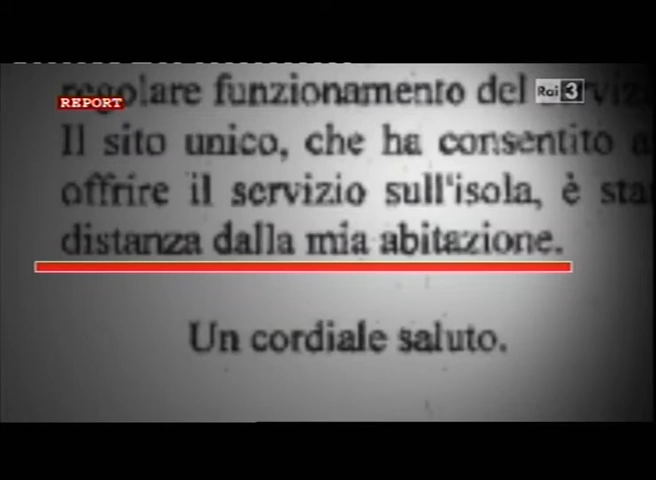 regolare funzionamento del
REPORT
Rai 3
Il sito unico, che ha consentito
offrire il servizio sull'isola, è
distanza dalla mia abitazione.
Un cordiale saluto.